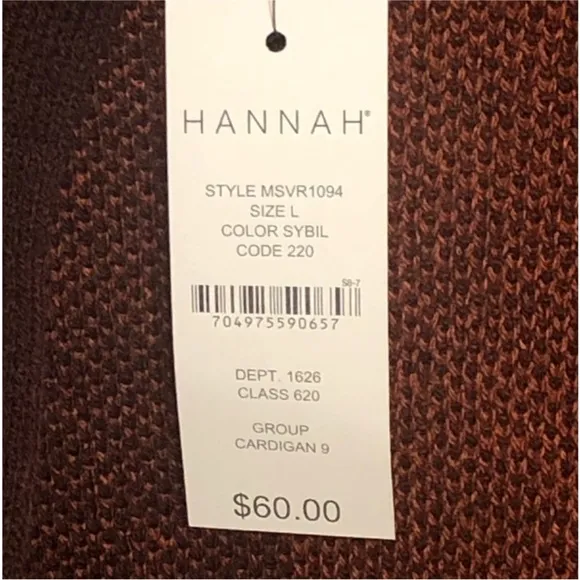 HANNAH®
STYLE MSVR1094
SIZE L
COLOR SYBIL
CODE 220
S8-7
704975590657
DEPT. 1626
CLASS 620
GROUP
CARDIGAN 9
$60.00